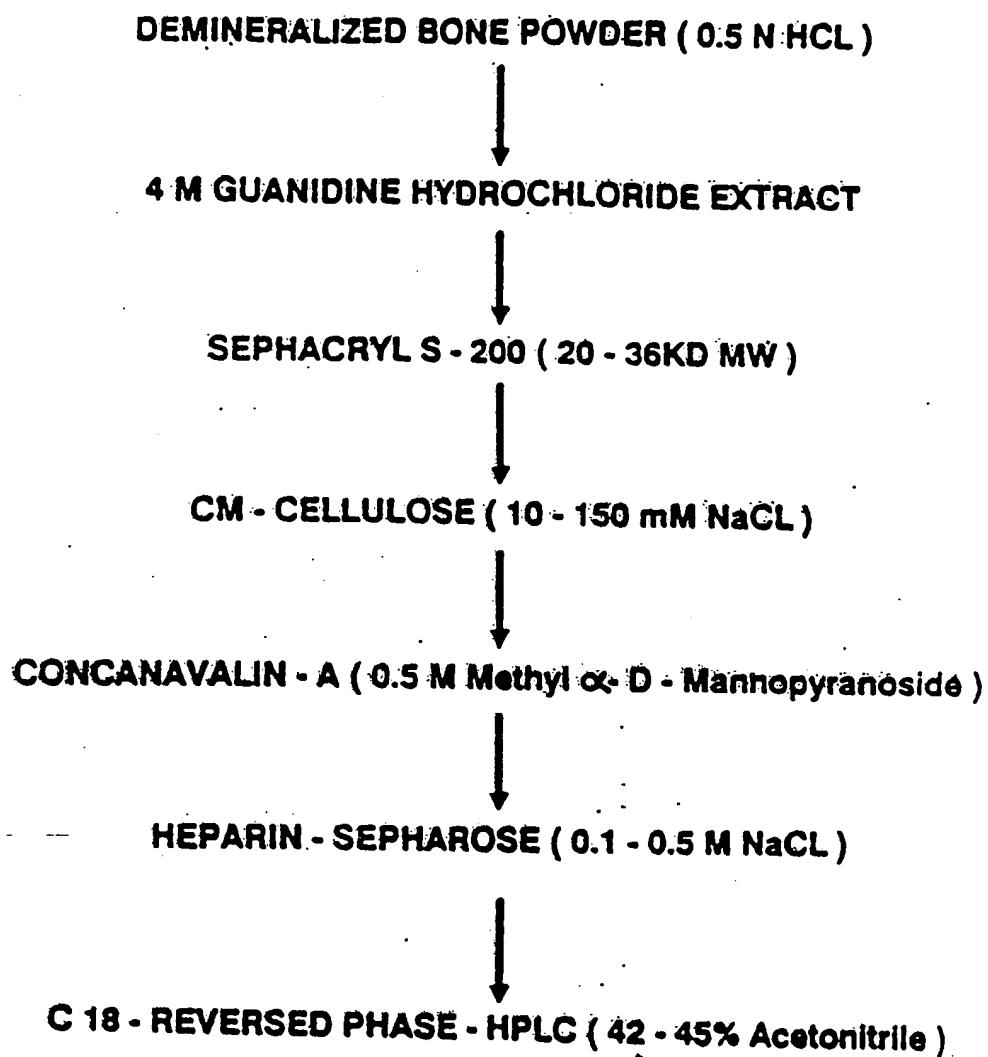 DEMINERALIZED BONE POWDER ( 0.5 N HCL )
4 M GUANIDINE HYDROCHLORIDE EXTRACT
SEPHACRYL S - 200 ( 20 - 36KD MW )
CM - CELLULOSE ( 10 - 150 mM NaCL )
CONCANAVALIN - A ( 0.5 M Methyl α- D - Mannopyranoside )
HEPARIN - SEPHAROSE ( 0.1 - 0.5 M NaCL )
C 18 - REVERSED PHASE - HPLC ( 42 - 45% Acetonitrile )